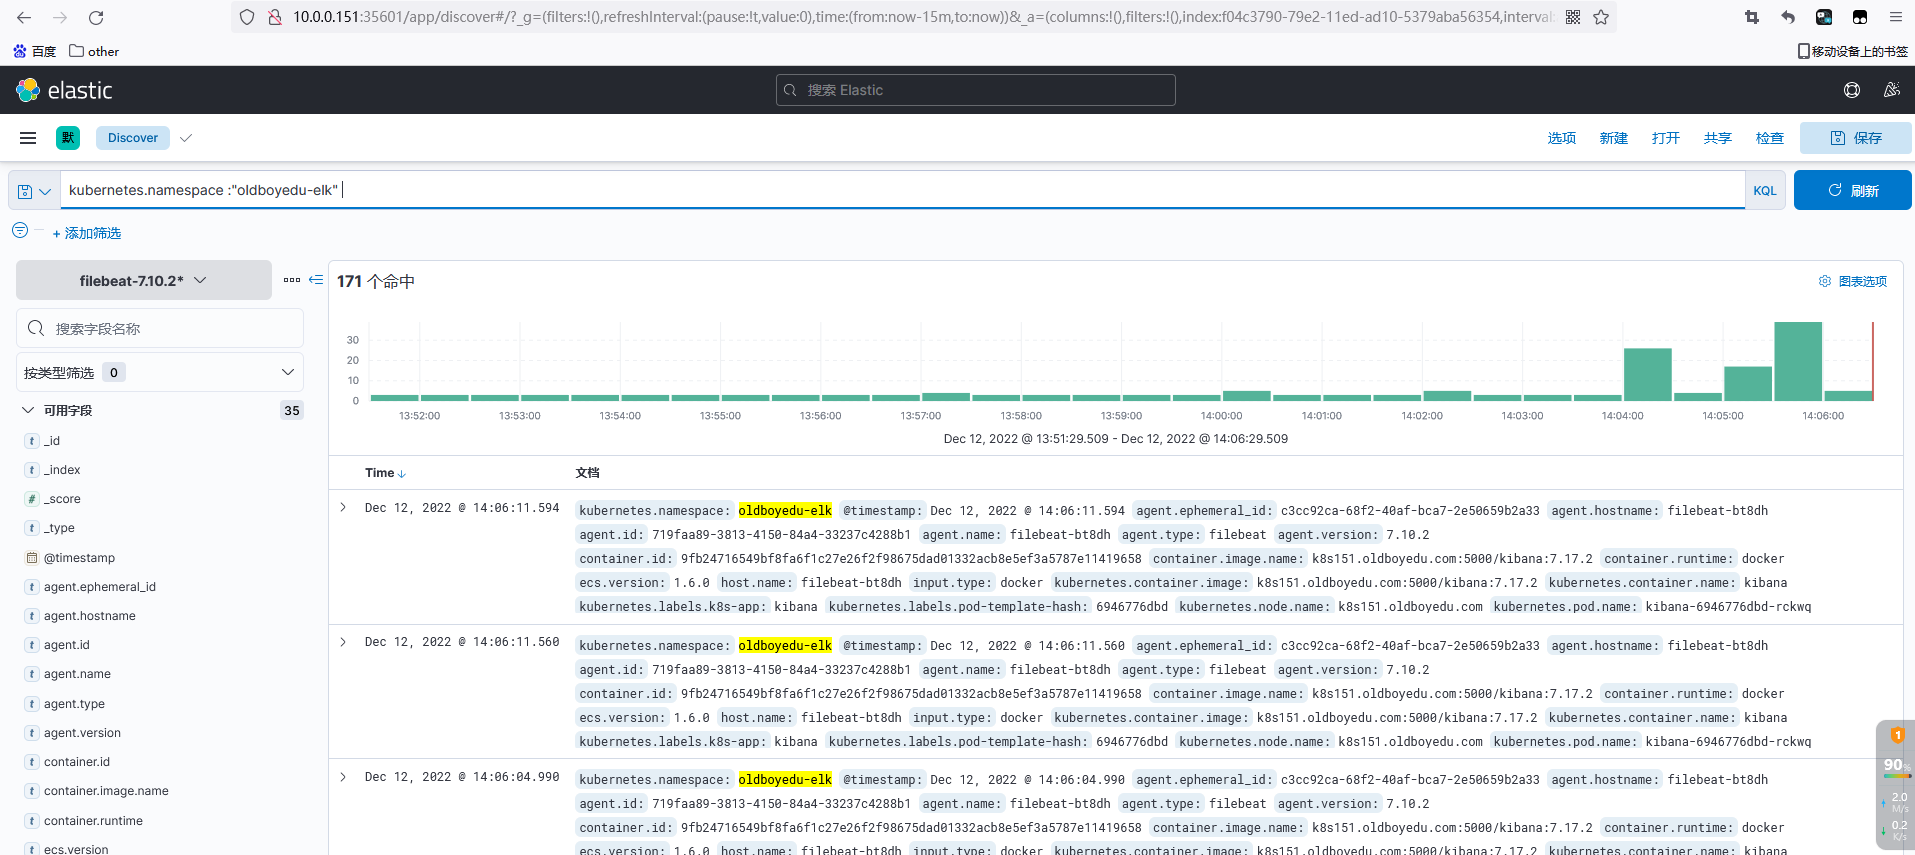 10.0.0.151:35601/app/discover#/?_g=(filters:!(),refreshInterval:(pause:!t,value:0),time:(from:now-15m,to:now))&_a=(columns:!(),filters:!(),index:f04c3790-79e2-11ed-ad10-5379aba56354,interval:
百度 other 移动设备上的书签
elastic 搜索 Elastic
默 Discover 选项 新建 打开 共享 检查 保存
kubernetes.namespace :"oldboyedu-elk" KQL 刷新
+ 添加筛选
filebeat-7.10.2*
搜索字段名称
按类型筛选 0
可用字段 35
t _id
t _index
# _score
t _type
@timestamp
t agent.ephemeral_id
t agent.hostname
t agent.id
t agent.name
t agent.type
t agent.version
t container.id
t container.image.name
t container.runtime
t ecs.version
171 个命中 图表选项
30
20
10
0
13:52:00 13:53:00 13:54:00 13:55:00 13:56:00 13:57:00 13:58:00 13:59:00 14:00:00 14:01:00 14:02:00 14:03:00 14:04:00 14:05:00 14:06:00
Dec 12, 2022 @ 13:51:29.509 - Dec 12, 2022 @ 14:06:29.509
Time 文档
Dec 12, 2022 @ 14:06:11.594 kubernetes.namespace: oldboyedu-elk @timestamp: Dec 12, 2022 @ 14:06:11.594 agent.ephemeral_id: c3cc92ca-68f2-40af-bca7-2e50659b2a33 agent.hostname: filebeat-bt8dh
agent.id: 719faa89-3813-4150-84a4-33237c4288b1 agent.name: filebeat-bt8dh agent.type: filebeat agent.version: 7.10.2
container.id: 9fb24716549bf8fa6f1c27e26f2f98675dad01332acb8e5ef3a5787e11419658 container.image.name: k8s151.oldboyedu.com:5000/kibana:7.17.2 container.runtime: docker
ecs.version: 1.6.0 host.name: filebeat-bt8dh input.type: docker kubernetes.container.image: k8s151.oldboyedu.com:5000/kibana:7.17.2 kubernetes.container.name: kibana
kubernetes.labels.k8s-app: kibana kubernetes.labels.pod-template-hash: 6946776dbd kubernetes.node.name: k8s151.oldboyedu.com kubernetes.pod.name: kibana-6946776dbd-rckwq
Dec 12, 2022 @ 14:06:11.560 kubernetes.namespace: oldboyedu-elk @timestamp: Dec 12, 2022 @ 14:06:11.560 agent.ephemeral_id: c3cc92ca-68f2-40af-bca7-2e50659b2a33 agent.hostname: filebeat-bt8dh
agent.id: 719faa89-3813-4150-84a4-33237c4288b1 agent.name: filebeat-bt8dh agent.type: filebeat agent.version: 7.10.2
container.id: 9fb24716549bf8fa6f1c27e26f2f98675dad01332acb8e5ef3a5787e11419658 container.image.name: k8s151.oldboyedu.com:5000/kibana:7.17.2 container.runtime: docker
ecs.version: 1.6.0 host.name: filebeat-bt8dh input.type: docker kubernetes.container.image: k8s151.oldboyedu.com:5000/kibana:7.17.2 kubernetes.container.name: kibana
kubernetes.labels.k8s-app: kibana kubernetes.labels.pod-template-hash: 6946776dbd kubernetes.node.name: k8s151.oldboyedu.com kubernetes.pod.name: kibana-6946776dbd-rckwq
Dec 12, 2022 @ 14:06:04.990 kubernetes.namespace: oldboyedu-elk @timestamp: Dec 12, 2022 @ 14:06:04.990 agent.ephemeral_id: c3cc92ca-68f2-40af-bca7-2e50659b2a33 agent.hostname: filebeat-bt8dh
agent.id: 719faa89-3813-4150-84a4-33237c4288b1 agent.name: filebeat-bt8dh agent.type: filebeat agent.version: 7.10.2
container.id: 9fb24716549bf8fa6f1c27e26f2f98675dad01332acb8e5ef3a5787e11419658 container.image.name: k8s151.oldboyedu.com:5000/kibana:7.17.2 container.runtime: docker
ecs.version: 1.6.0 host.name: filebeat-bt8dh input.type: docker kubernetes.container.image: k8s151.oldboyedu.com:5000/kibana:7.17.2 kubernetes.container.name: kibana
1
90%
2.0
M/s
0.2
K/s